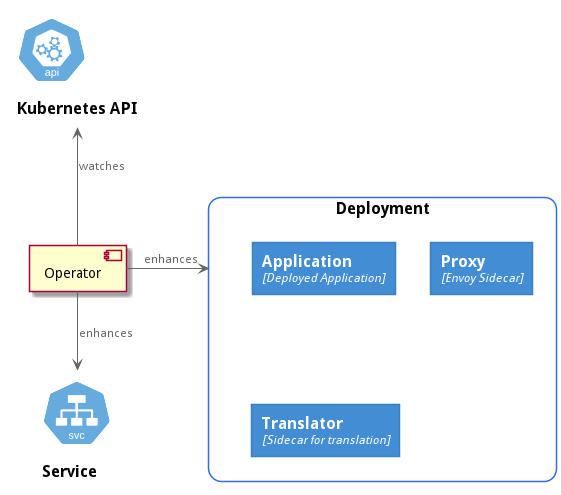 api
Kubernetes API
watches
Deployment
Operator
enhances
Application
[Deployed Application]
Proxy
[Envoy Sidecar]
enhances
svc
Service
Translator
[Sidecar for translation]